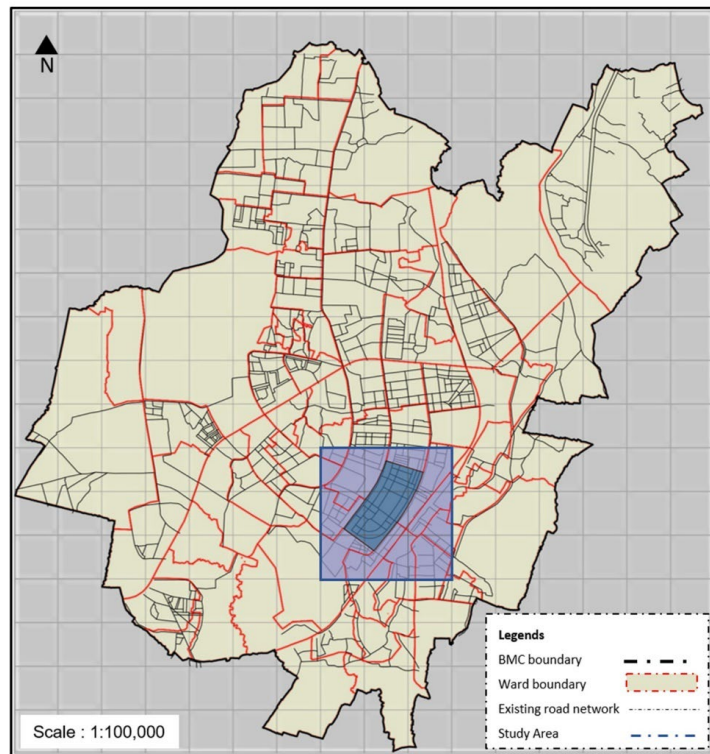 N
Legends
BMC boundary
Ward boundary
Existing road network
Study Area
Scale : 1:100,000